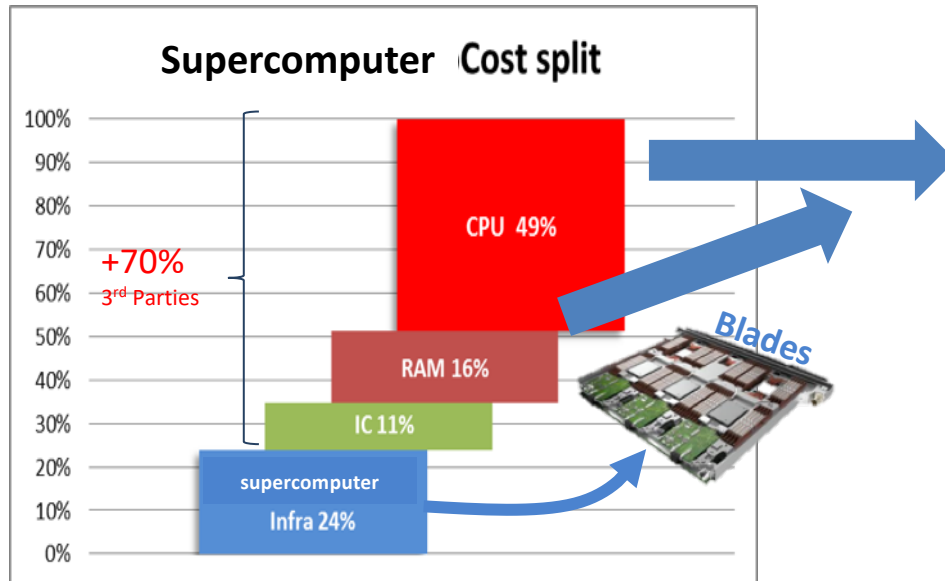 Supercomputer Cost split
100%
90%
80%
70%
60%
50%
40%
30%
20%
10%
0%
+70%
3rd Parties
CPU 49%
RAM 16%
IC 11%
supercomputer
Infra 24%
Blades